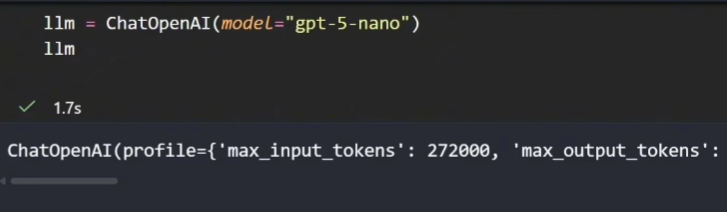 llm = ChatOpenAI(model="gpt-5-nano")
llm
1.7s
ChatOpenAI(profile={'max_input_tokens': 272000, 'max_output_tokens':